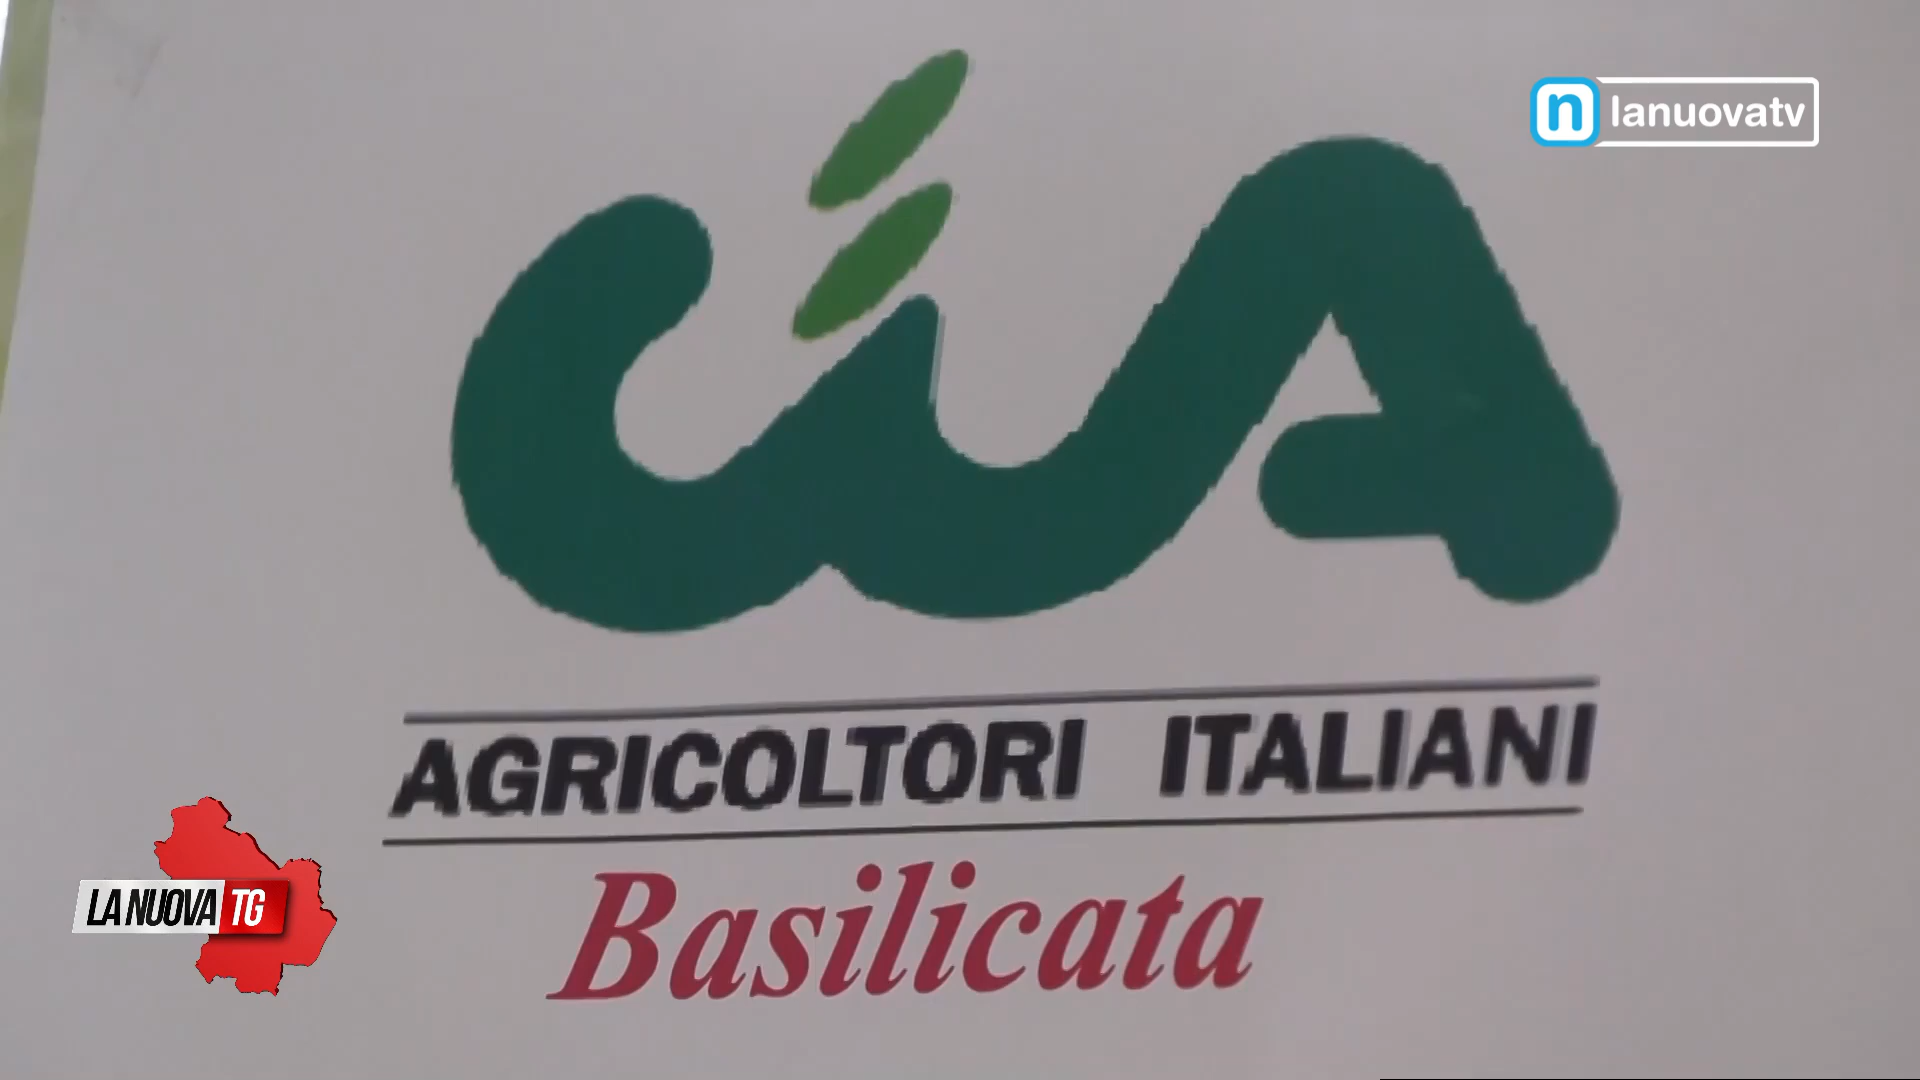 n lanuovatv
CIA
AGRICOLTORI ITALIANI
Basilicata
LA NUOVA TG